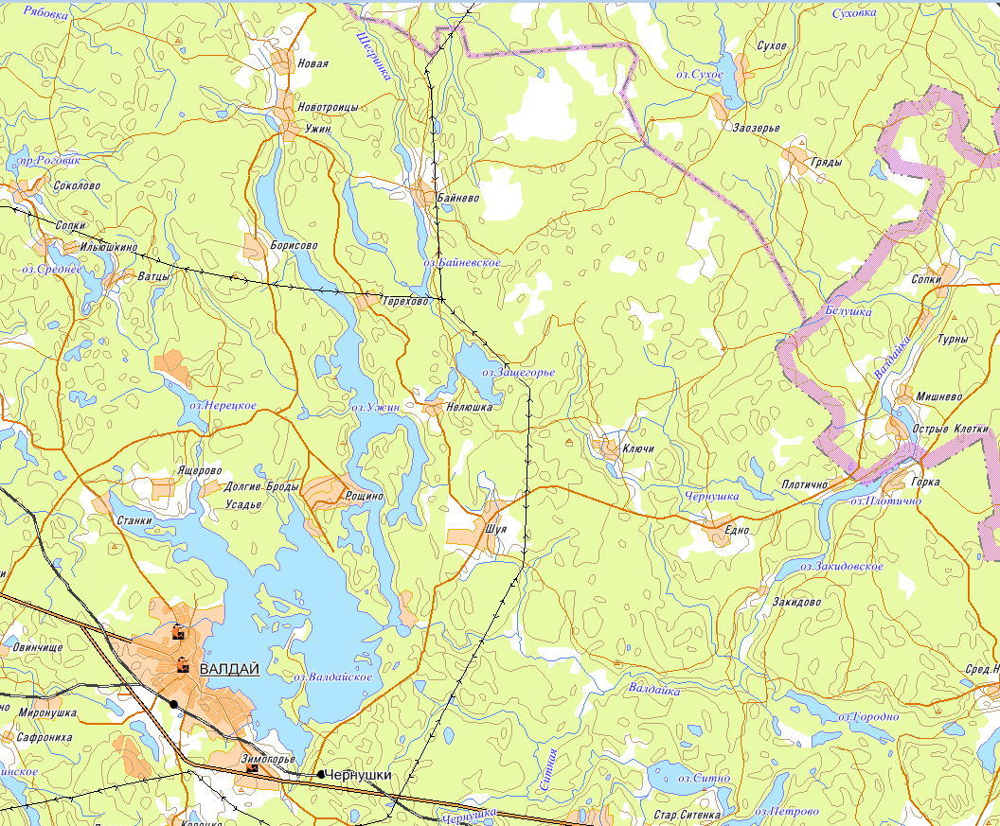 Рябовка
Суховка
Щегринка
Сухое
Новая
оз.Сухое
Новотроицы
Ужин
Заозерье
пр.Роговик
Гряды
Соколово
Байнево
Сопки
Ильюшкино
Борисово
оз.Байневское
оз.Среднее
Ватцы
Сопки
Терехово
Белушка
Турны
Валдайка
оз.Защегорье
Мишнево
оз.Нерецкое
оз.Ужин
Нелюшка
Острые Клетки
Ключи
Ящерово
Долгие Броды
Плотично
Горка
Рощино
Чернушка
Усадье
оз.Плотично
Станки
Шуя
Едно
оз.Закидовское
Закидово
Овинчище
ВАЛДАЙ
оз.Валдайское
Сред.Н
Валдайка
но
Миронушка
оз.Городно
Сафрониха
Зимогорье
Ситная
инское
Чернушки
оз.Ситно
Чернушка
Стар.Ситенка
оз.Петрово